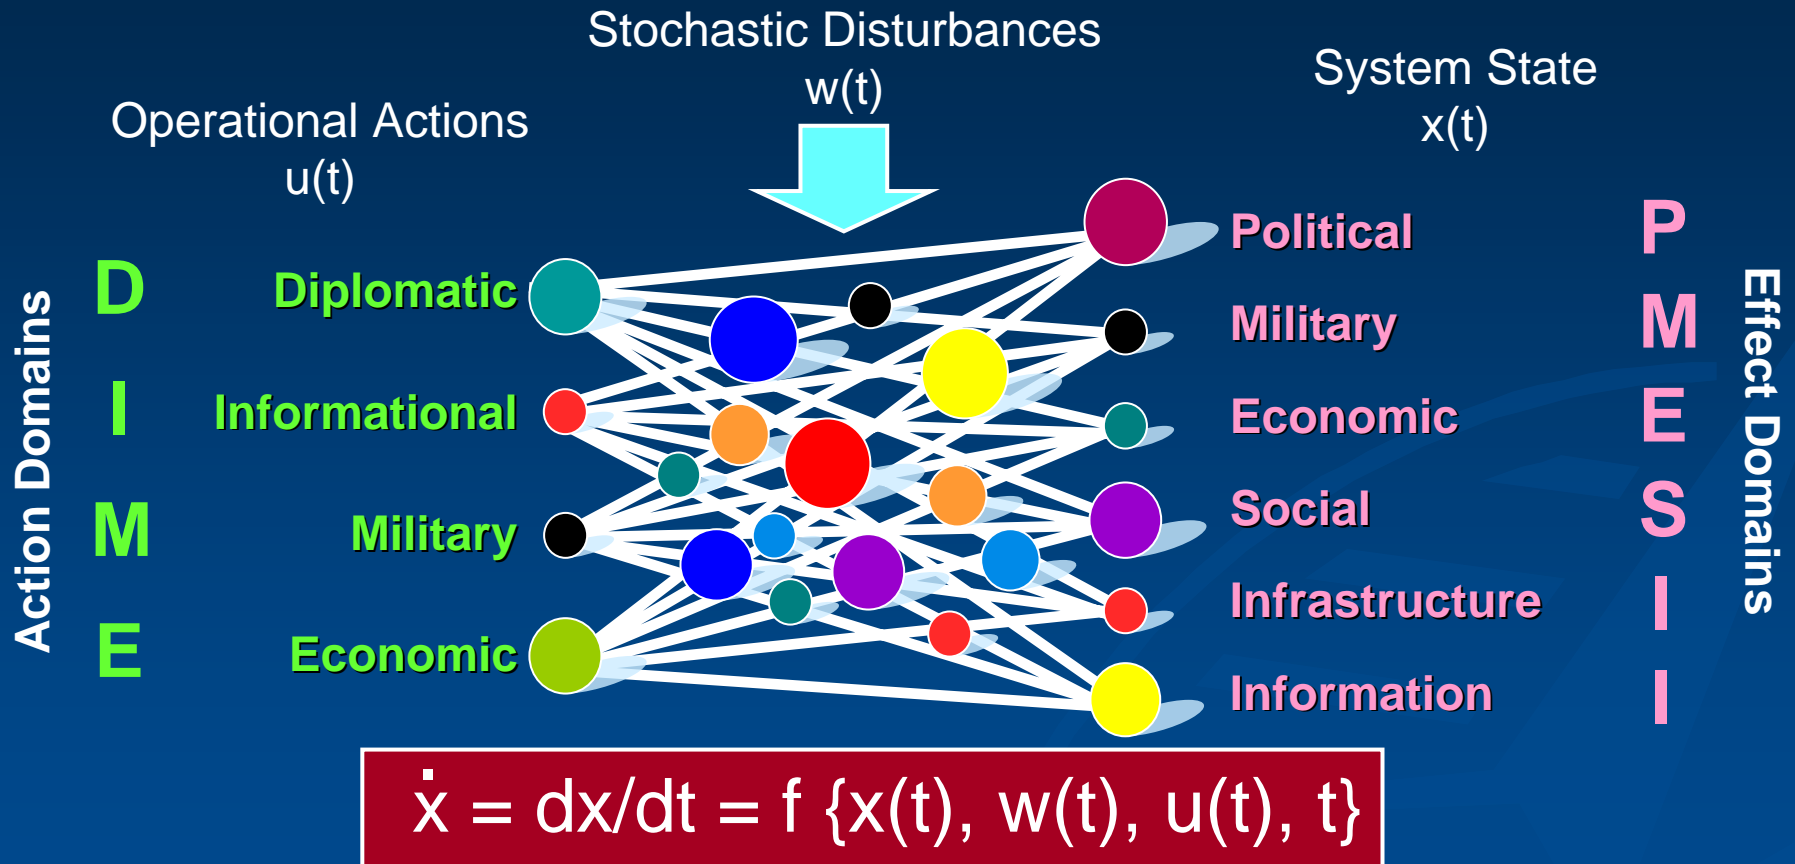 Stochastic Disturbances
w(t)
System State
x(t)
Operational Actions
u(t)
Action Domains
D
Diplomatic
I
Informational
M
Military
E
Economic
Political
P
Military
M
Economic
E
Social
S
Infrastructure
I
Information
I
Effect Domains
ẋ = dx/dt = f {x(t), w(t), u(t), t}